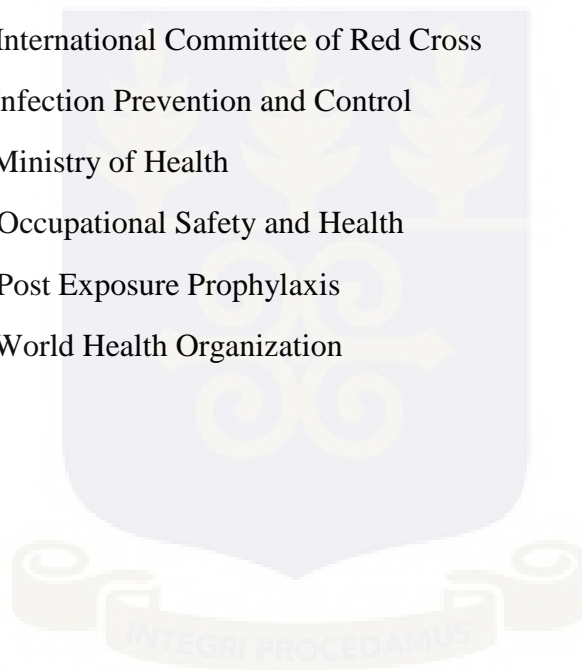 International Committee of Red Cross
Infection Prevention and Control
Ministry of Health
Occupational Safety and Health
Post Exposure Prophylaxis
World Health Organization
INTEGRI PROCEDAMUS